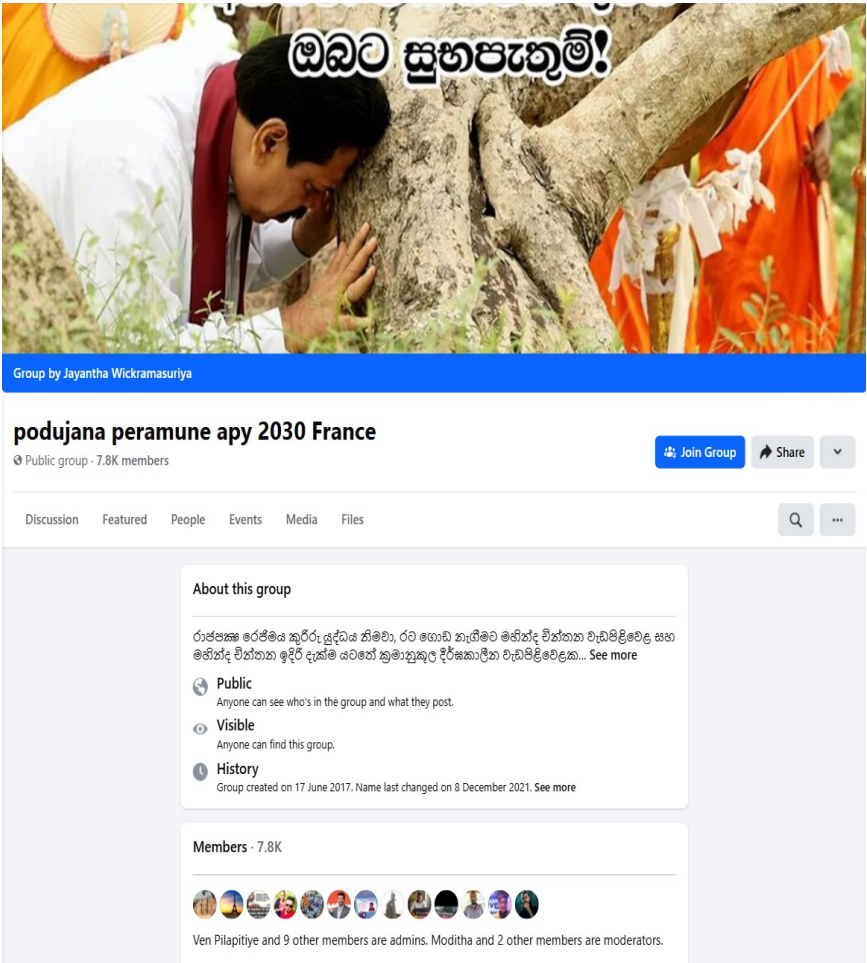 ඔබට සුභපැතුම්!
Group by Jayantha Wickramasuriya
podujana peramune apy 2030 France
Public group · 7.8K members
Join Group
Share
Discussion Featured People Events Media Files
About this group
රාජපක්‍ෂ රෙජීමය කුරිරු යුද්ධය නිමවා, රට ගොඩ නැගීමට මහින්ද චින්තන වැඩපිළිවෙළ සහ
මහින්ද චින්තන ඉදිරි දැක්ම යටතේ ක්‍රමානුකූල දීර්ඝකාලීන වැඩපිළිවෙළක... See more
Public
Anyone can see who's in the group and what they post.
Visible
Anyone can find this group.
History
Group created on 17 June 2017. Name last changed on 8 December 2021. See more
Members · 7.8K
Ven Pilapitiye and 9 other members are admins. Moditha and 2 other members are moderators.